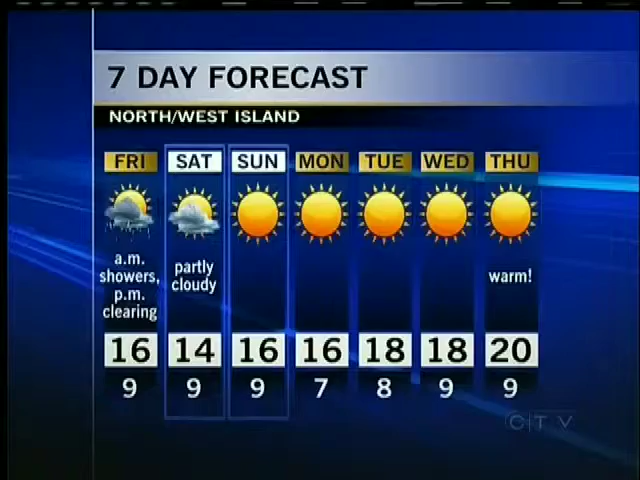 7 DAY FORECAST
NORTH/WEST ISLAND
FRI SAT SUN MON TUE WED THU
a.m.
showers,
p.m.
clearing
partly
cloudy
warm!
16 14 16 16 18 18 20
9 9 9 7 8 9 9
CTV